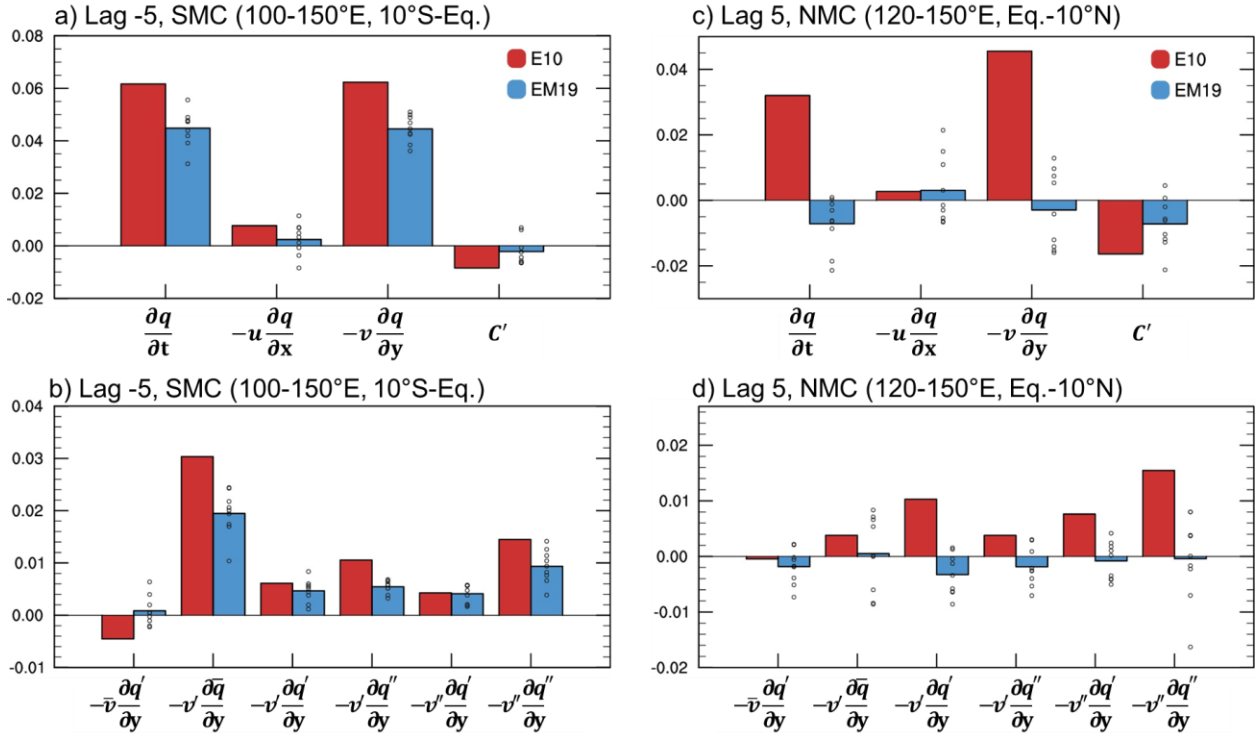 a) Lag -5, SMC (100-150°E, 10°S-Eq.)
0.08
0.06
0.04
0.02
0.00
-0.02
E10
EM19
∂q/∂t
−u ∂q/∂x
−v ∂q/∂y
C′
c) Lag 5, NMC (120-150°E, Eq.-10°N)
0.04
0.02
0.00
-0.02
E10
EM19
∂q/∂t
−u ∂q/∂x
−v ∂q/∂y
C′
b) Lag -5, SMC (100-150°E, 10°S-Eq.)
0.04
0.03
0.02
0.01
0.00
-0.01
−v̄ ∂q′/∂y
−v′ ∂q̄/∂y
−v′ ∂q′/∂y
−v′ ∂q″/∂y
−v″ ∂q′/∂y
−v″ ∂q″/∂y
d) Lag 5, NMC (120-150°E, Eq.-10°N)
0.02
0.01
0.00
-0.01
-0.02
−v̄ ∂q′/∂y
−v′ ∂q̄/∂y
−v′ ∂q′/∂y
−v′ ∂q″/∂y
−v″ ∂q′/∂y
−v″ ∂q″/∂y